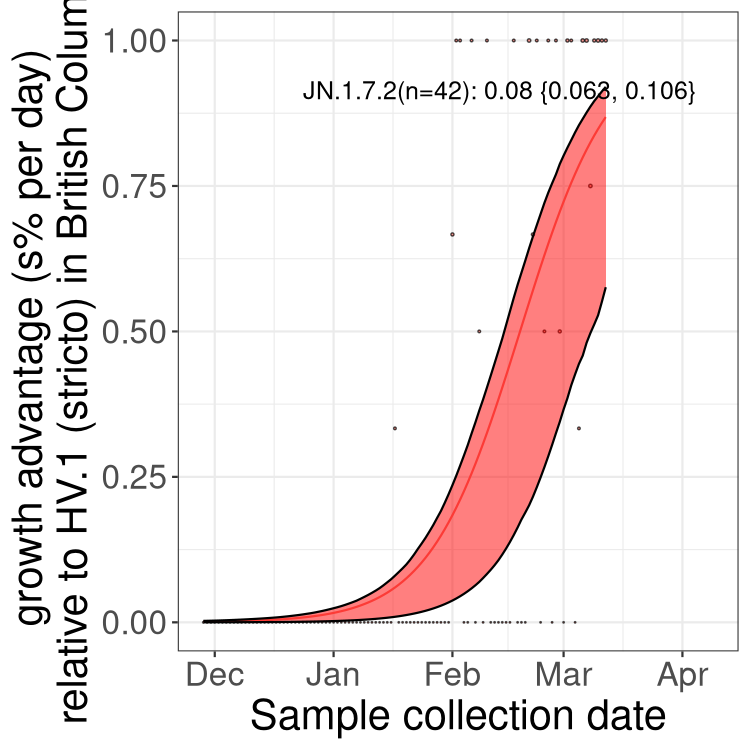 growth advantage (s% per day)
relative to HV.1 (stricto) in British Colum
1.00
0.75
0.50
0.25
0.00
JN.1.7.2(n=42): 0.08 {0.063, 0.106}
Dec Jan Feb Mar Apr
Sample collection date